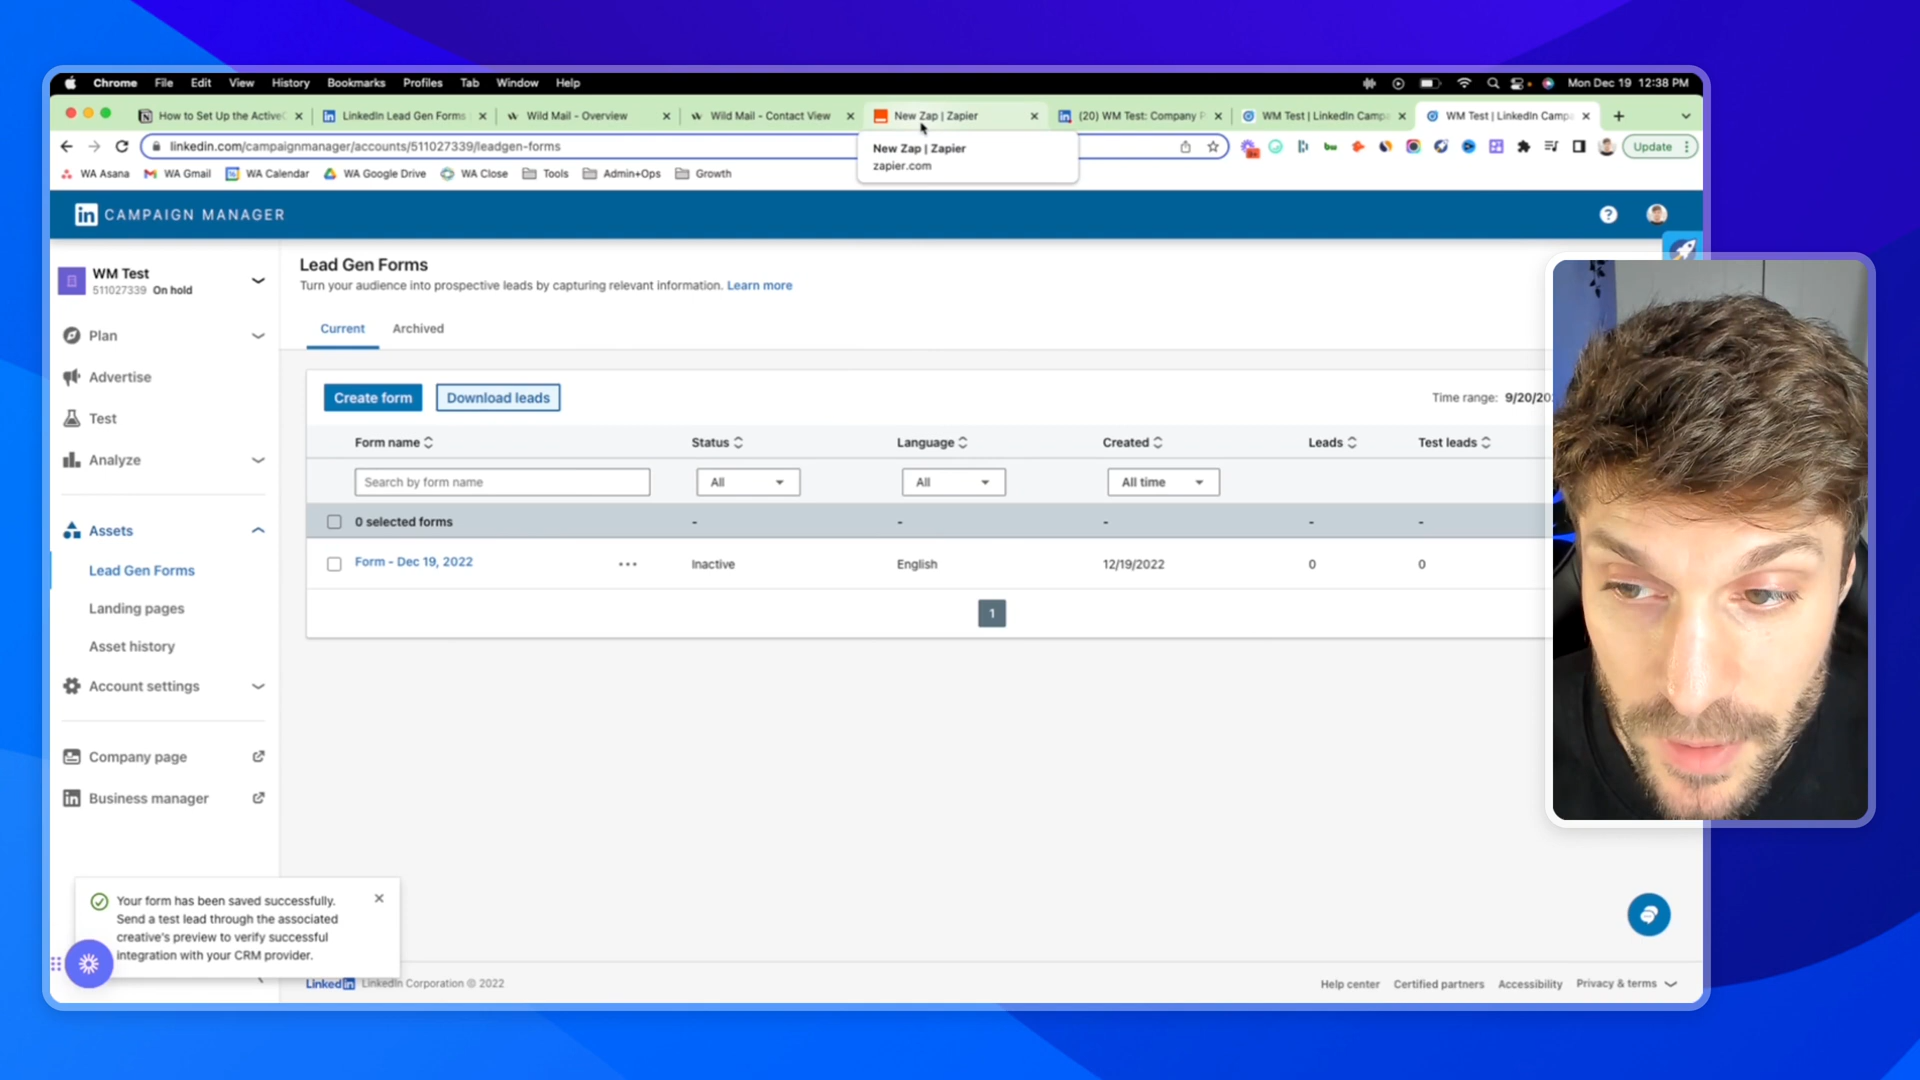 Chrome File Edit View History Bookmarks Profiles Tab Window Help Mon Dec 19 12:38 PM
How to Set Up the Active LinkedIn Lead Gen Forms Wild Mail - Overview Wild Mail - Contact View New Zap | Zapier (20) WM Test: Company P WM Test | LinkedIn Campa WM Test | LinkedIn Campa
linkedin.com/campaignmanager/accounts/511027339/leadgen-forms Update
New Zap | Zapier
zapier.com
WA Asana WA Gmail WA Calendar WA Google Drive WA Close Tools Admin+Ops Growth
in CAMPAIGN MANAGER
WM Test
511027339 On hold
Plan
Advertise
Test
Analyze
Assets
Lead Gen Forms
Landing pages
Asset history
Account settings
Company page
Business manager
Lead Gen Forms
Turn your audience into prospective leads by capturing relevant information. Learn more
Current Archived
Create form Download leads Time range: 9/20/20
Form name Status Language Created Leads Test leads
Search by form name All All All time
0 selected forms - - - - -
Form - Dec 19, 2022 ... Inactive English 12/19/2022 0 0
1
Your form has been saved successfully.
Send a test lead through the associated
creative's preview to verify successful
integration with your CRM provider.
LinkedIn LinkedIn Corporation © 2022 Help center Certified partners Accessibility Privacy & terms